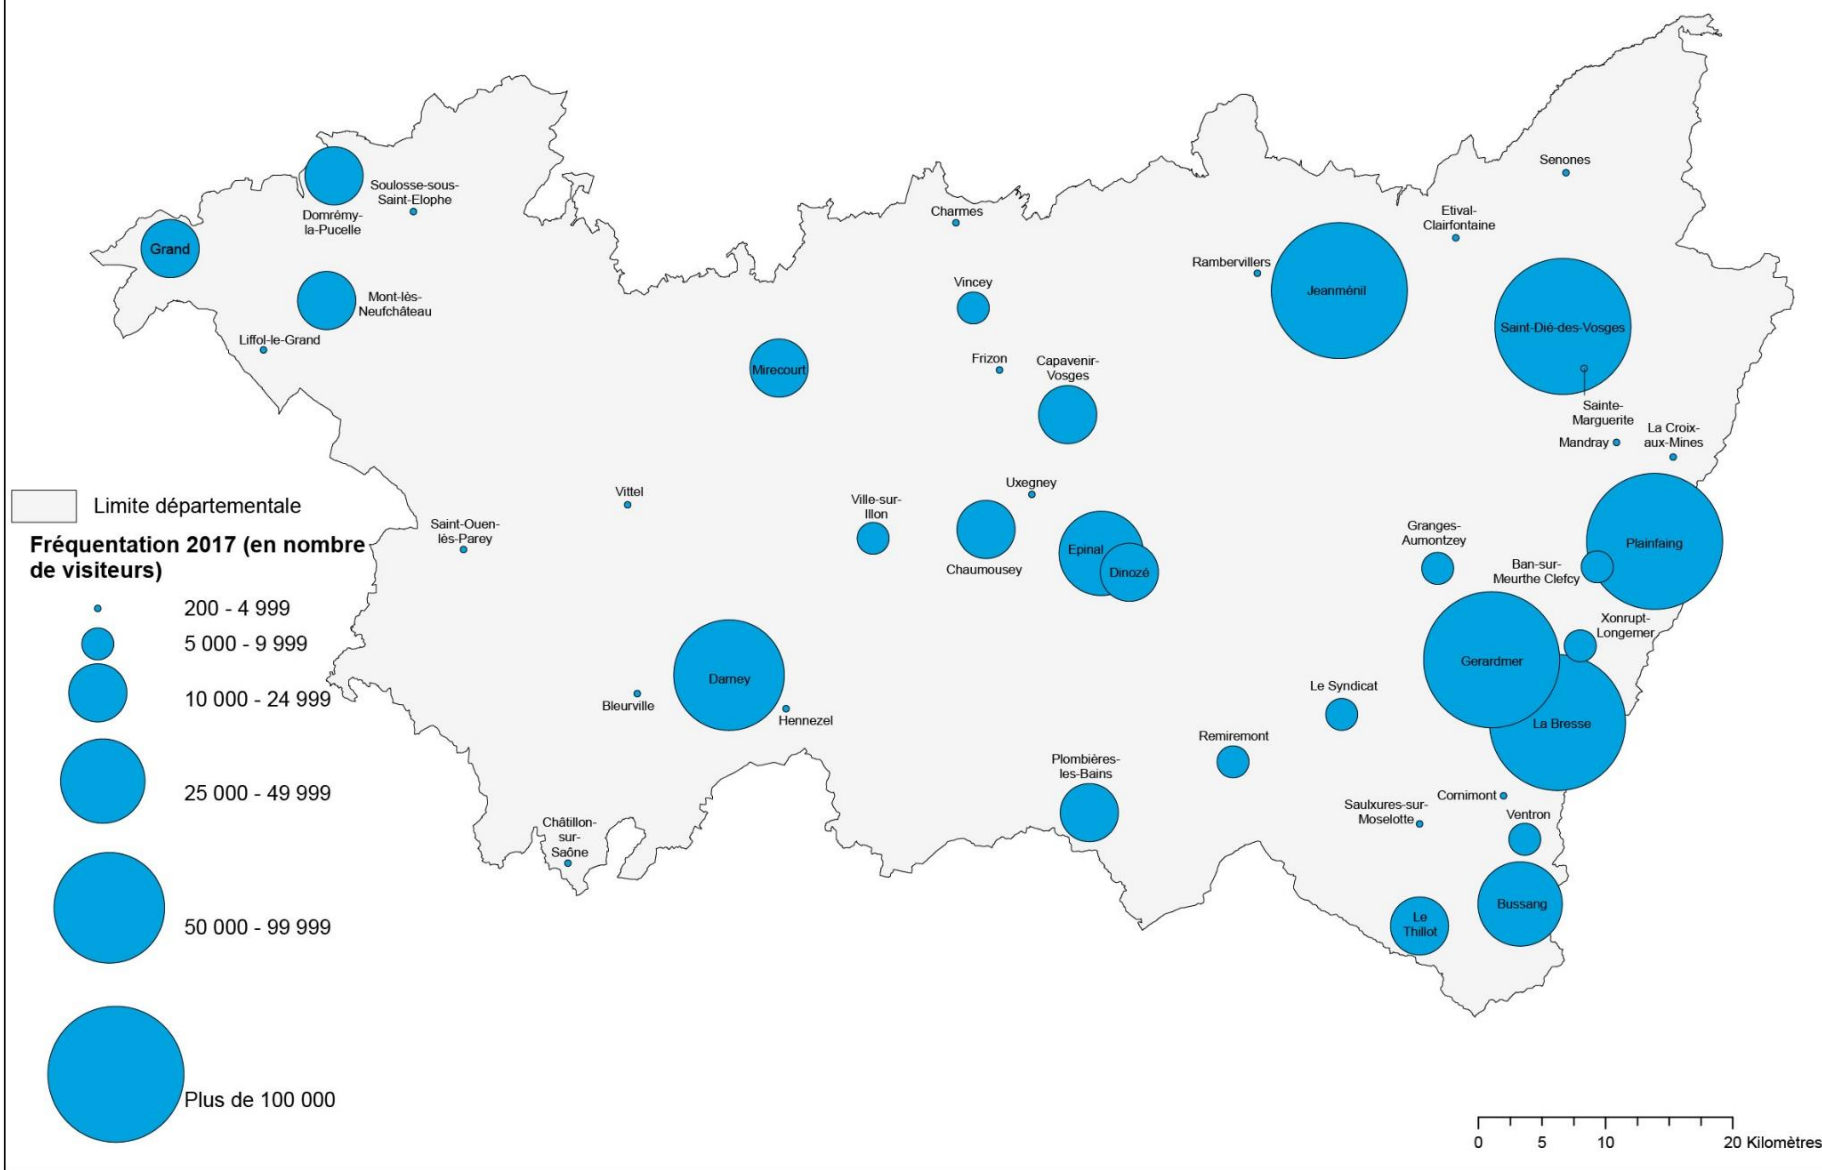 Senones
Soulosse-sous-
Saint-Elophe
Domrémy-
la-Pucelle
Charmes
Etival-
Clairfontaine
Grand
Rambervillers
Vincey
Jeanménil
Mont-lès-
Neufchâteau
Saint-Dié-des-Vosges
Liffol-le-Grand
Mirecourt
Frizon
Capavenir-
Vosges
Sainte-
Marguerite
Mandray
La Croix-
aux-Mines
Uxegney
Vittel
Ville-sur-
Illon
Saint-Ouen-
lès-Parey
Granges-
Aumontzey
Plainfaing
Epinal
Dinozé
Chaumousey
Ban-sur-
Meurthe Clefcy
Xonrupt-
Longemer
Gerardmer
Darney
Le Syndicat
Bleurville
Hennezel
La Bresse
Remiremont
Plombières-
les-Bains
Cornimont
Saulxures-sur-
Moselotte
Ventron
Châtillon-
sur-
Saône
Bussang
Le
Thillot
Limite départementale
Fréquentation 2017 (en nombre
de visiteurs)
200 - 4 999
5 000 - 9 999
10 000 - 24 999
25 000 - 49 999
50 000 - 99 999
Plus de 100 000
0 5 10 20 Kilomètres